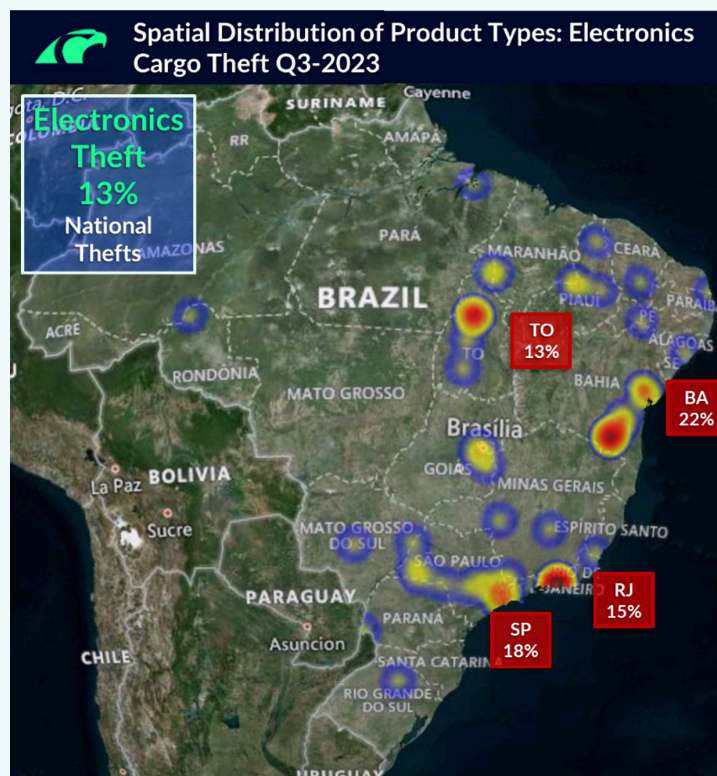 Spatial Distribution of Product Types: Electronics
Cargo Theft Q3-2023
Cayenne
SURINAME
Electronics
Theft
13%
National
Thefts
RR
AMAPÁ
AMAZONAS
PARÁ
MARANHÃO
CEARÁ
BRAZIL
PIAUÍ
PARAÍB
PE
ACRE
TO
13%
TO
ALAGOAS
SE
RONDÔNIA
BAHIA
MATO GROSSO
BA
22%
Brasília
La Paz
BOLIVIA
GOIÁS
MINAS GERAIS
Sucre
MATO GROSSO
DO SUL
ESPÍRITO SANTO
SÃO PAULO
DE
JANEIRO
RJ
15%
PARAGUAY
PARANÁ
SP
18%
Asuncion
CHILE
SANTA CATARINA
RIO GRANDE
DO SUL
URUGUAY